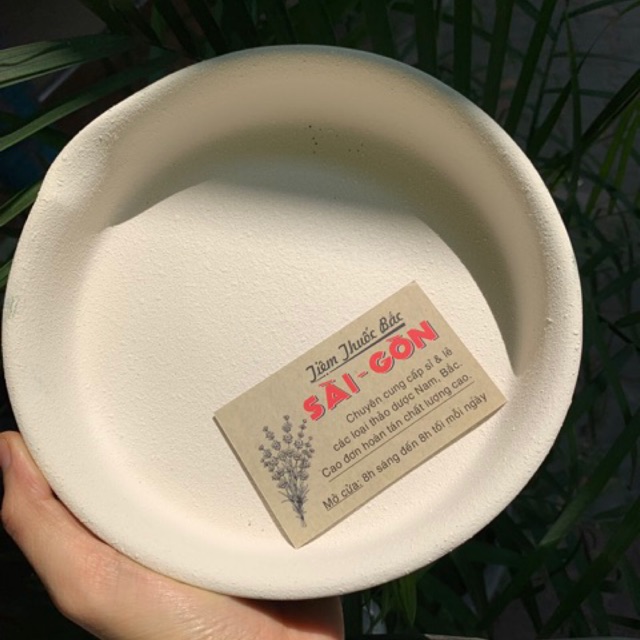 Tiệm Thuốc Bắc
SÀI-GÒN
Chuyên cung cấp sỉ & lẻ
các loại thảo dược Nam, Bắc.
Cao đơn hoàn tán chất lượng cao.
Mở cửa: 8h sáng đến 8h tối mỗi ngày